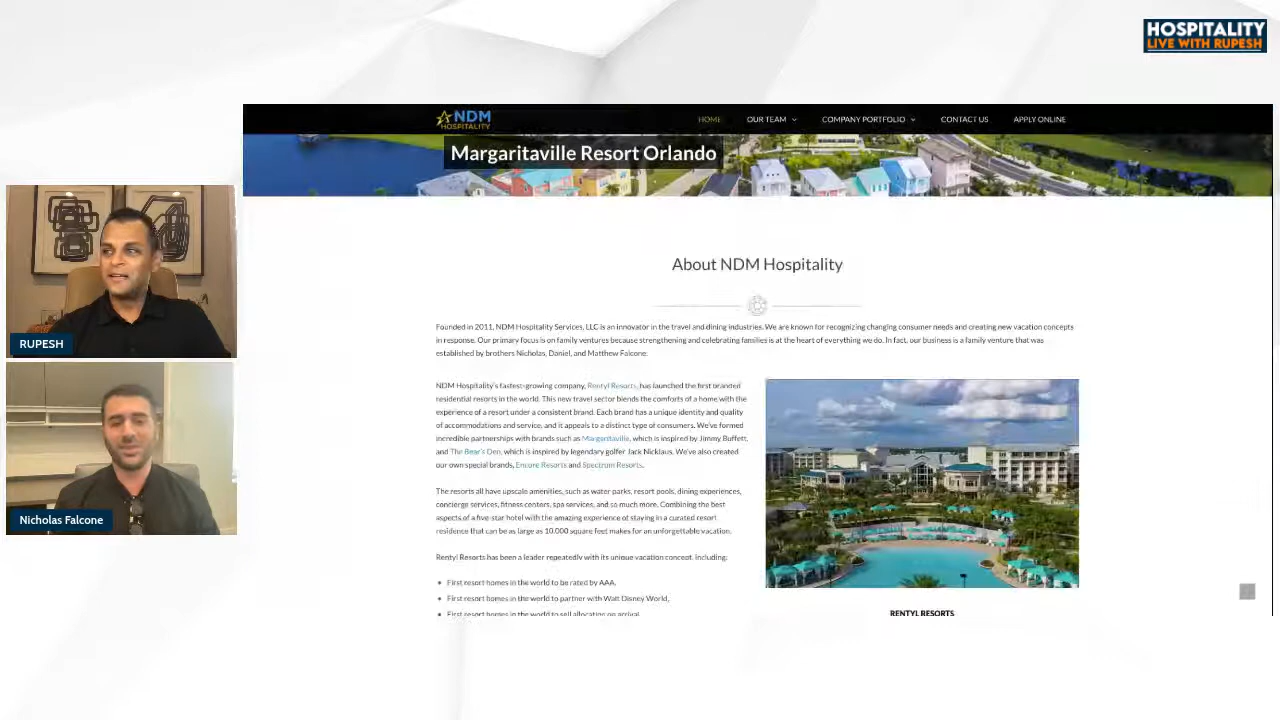 HOSPITALITY
LIVE WITH RUPESH
NDM
HOSPITALITY
HOME
OUR TEAM
COMPANY PORTFOLIO
CONTACT US
APPLY ONLINE
Margaritaville Resort Orlando
RUPESH
Nicholas Falcone
About NDM Hospitality
Founded in 2011, NDM Hospitality Services, LLC is an innovator in the travel and dining industries. We are known for recognizing changing consumer needs and creating new vacation concepts
in response. Our primary focus is on family ventures because strengthening and celebrating families is at the heart of everything we do. In fact, our business is a family venture that was
established by brothers Nicholas, Daniel, and Matthew Falcone.
NDM Hospitality's fastest-growing company, Rentyl Resorts, has launched the first branded
residential resorts in the world. This new travel sector blends the comforts of a home with the
experience of a resort under a consistent brand. Each brand has a unique identity and quality
of accommodations and service, and it appeals to a distinct type of consumers. We've formed
incredible partnerships with brands such as Margaritaville, which is inspired by Jimmy Buffett,
and The Bear's Den, which is inspired by legendary golfer Jack Nicklaus. We've also created
our own special brands, Encore Resorts and Spectrum Resorts.
The resorts all have upscale amenities, such as water parks, resort pools, dining experiences,
concierge services, fitness centers, spa services, and so much more. Combining the best
aspects of a five-star hotel with the amazing experience of staying in a curated resort
residence that can be as large as 10,000 square feet makes for an unforgettable vacation.
Rentyl Resorts has been a leader repeatedly with its unique vacation concept, including:
• First resort homes in the world to be rated by AAA,
• First resort homes in the world to partner with Walt Disney World,
• First resort homes in the world to sell allocation on arrival
RENTYL RESORTS